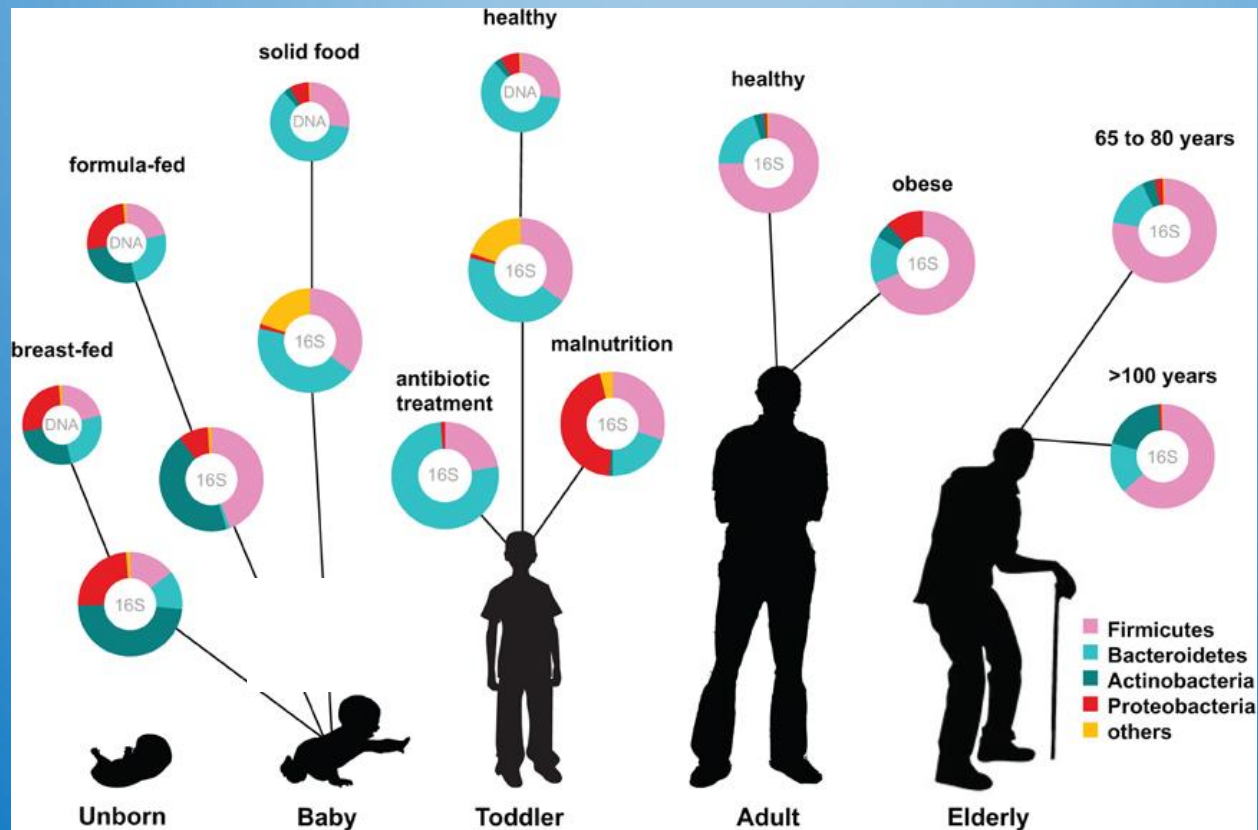 breast-fed
DNA
16S
formula-fed
DNA
16S
solid food
DNA
16S
healthy
DNA
16S
antibiotic
treatment
16S
malnutrition
16S
healthy
16S
obese
16S
65 to 80 years
16S
>100 years
16S
Firmicutes
Bacteroidetes
Actinobacteria
Proteobacteria
others
Unborn
Baby
Toddler
Adult
Elderly